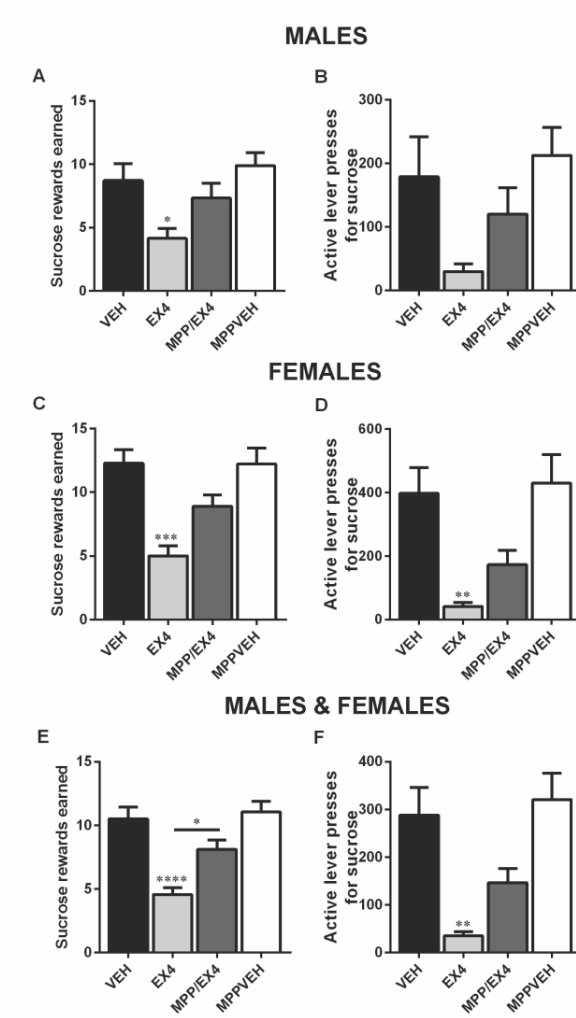 MALES
A
B
Sucrose rewards earned
15
10
5
0
*
VEH
EX4
MPP/EX4
MPPVEH
Active lever presses
for sucrose
300
200
100
0
VEH
EX4
MPP/EX4
MPPVEH
FEMALES
C
D
Sucrose rewards earned
15
10
5
0
***
VEH
EX4
MPP/EX4
MPPVEH
Active lever presses
for sucrose
600
400
200
0
**
VEH
EX4
MPP/EX4
MPPVEH
MALES & FEMALES
E
F
Sucrose rewards earned
15
10
5
0
****
*
VEH
EX4
MPP/EX4
MPPVEH
Active lever presses
for sucrose
400
300
200
100
0
**
VEH
EX4
MPP/EX4
MPPVEH